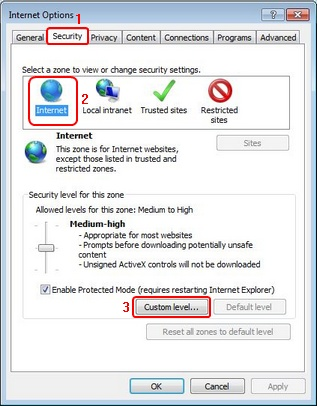 Internet Options
1
General Security Privacy Content Connections Programs Advanced
Select a zone to view or change security settings.
2
Internet Local intranet Trusted sites Restricted
sites
Internet
Sites
This zone is for Internet websites,
except those listed in trusted and
restricted zones.
Security level for this zone
Allowed levels for this zone: Medium to High
Medium-high
- Appropriate for most websites
- Prompts before downloading potentially unsafe
content
- Unsigned ActiveX controls will not be downloaded
Enable Protected Mode (requires restarting Internet Explorer)
3 Custom level... Default level
Reset all zones to default level
OK Cancel Apply